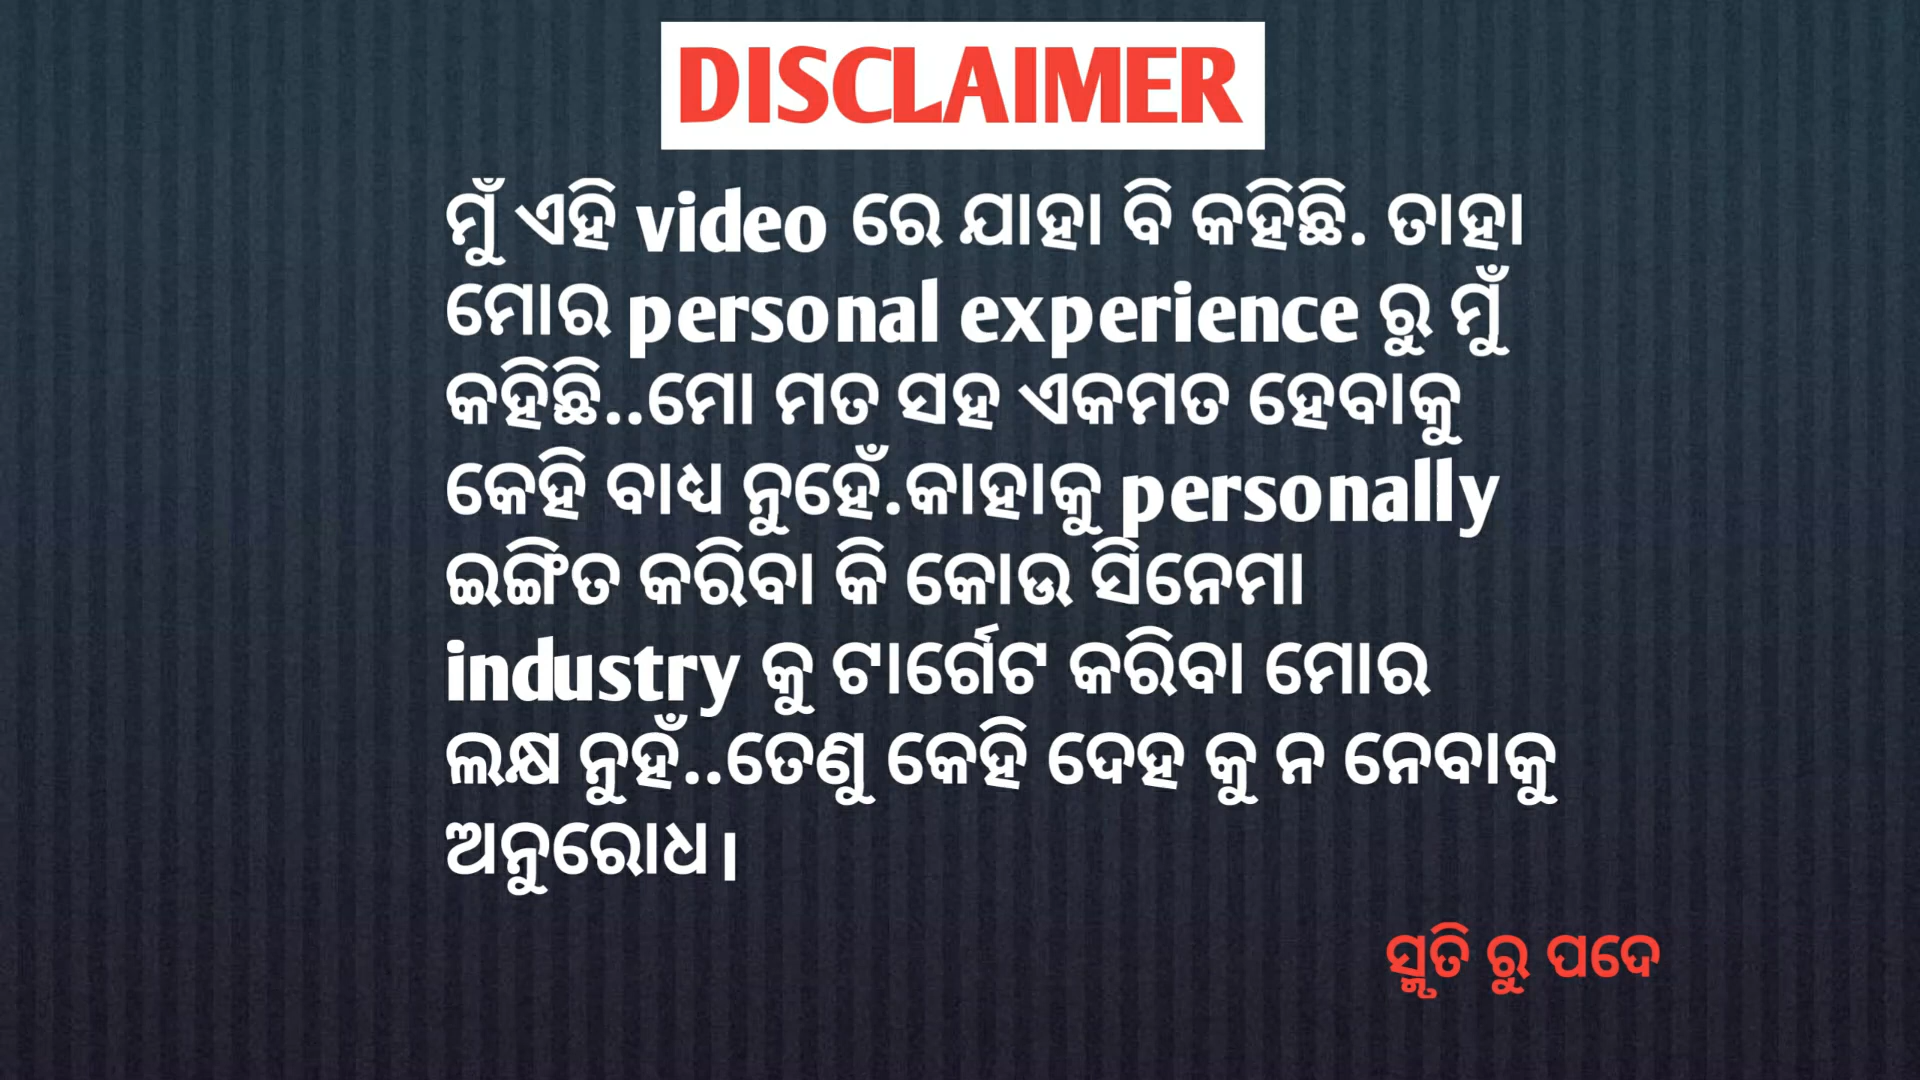 DISCLAIMER
ମୁଁ ଏହି video ରେ ଯାହା ବି କହିଛି. ତାହା
ମୋର personal experience ରୁ ମୁଁ
କହିଛି..ମୋ ମତ ସହ ଏକମତ ହେବାକୁ
କେହି ବାଧ୍ୟ ନୁହେଁ.କାହାକୁ personally
ଇଙ୍ଗିତ କରିବା କି କୋଉ ସିନେମା
industry କୁ ଟାର୍ଗେଟ କରିବା ମୋର
ଲକ୍ଷ ନୁହଁ..ତେଣୁ କେହି ଦେହ କୁ ନ ନେବାକୁ
ଅନୁରୋଧ।
ସ୍ମୃତି ରୁ ପଦେ